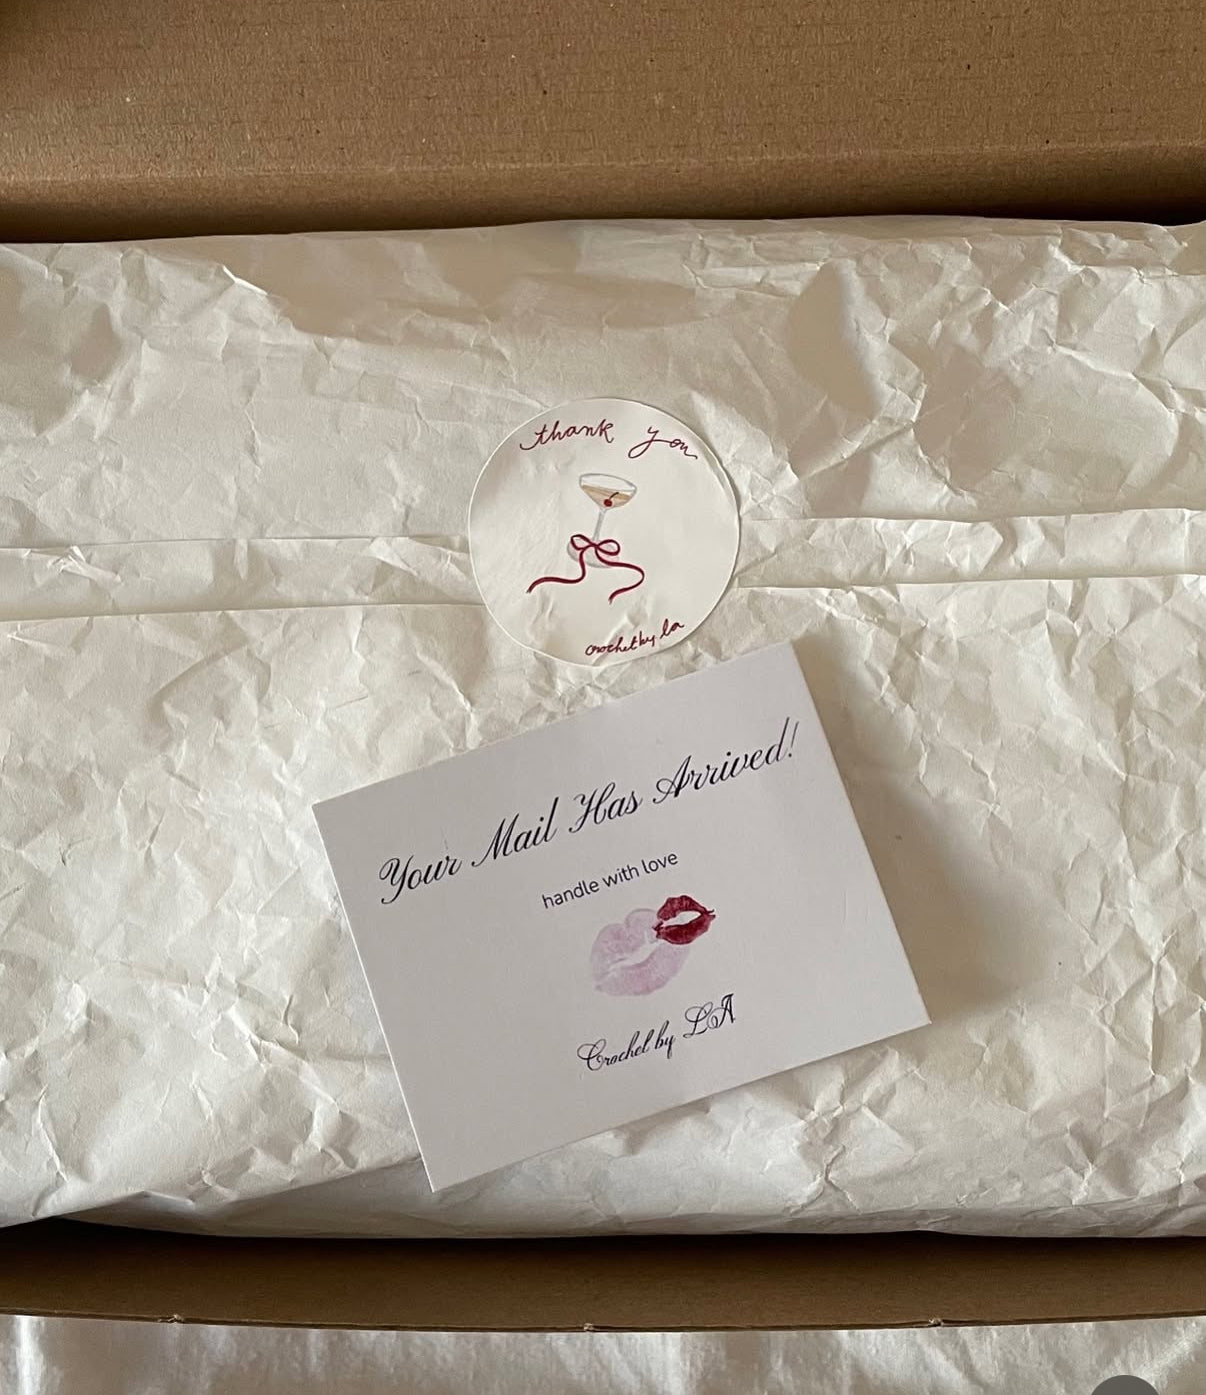 thank you
crochet by la
Your Mail Has Arrived!
handle with love
Crochet by LA